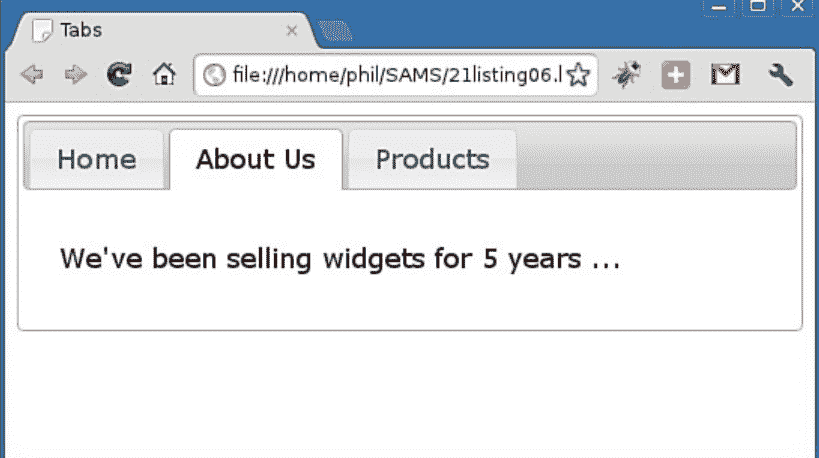 Tabs
file:///home/phil/SAMS/21listing06.l
Home About Us Products
We've been selling widgets for 5 years ...